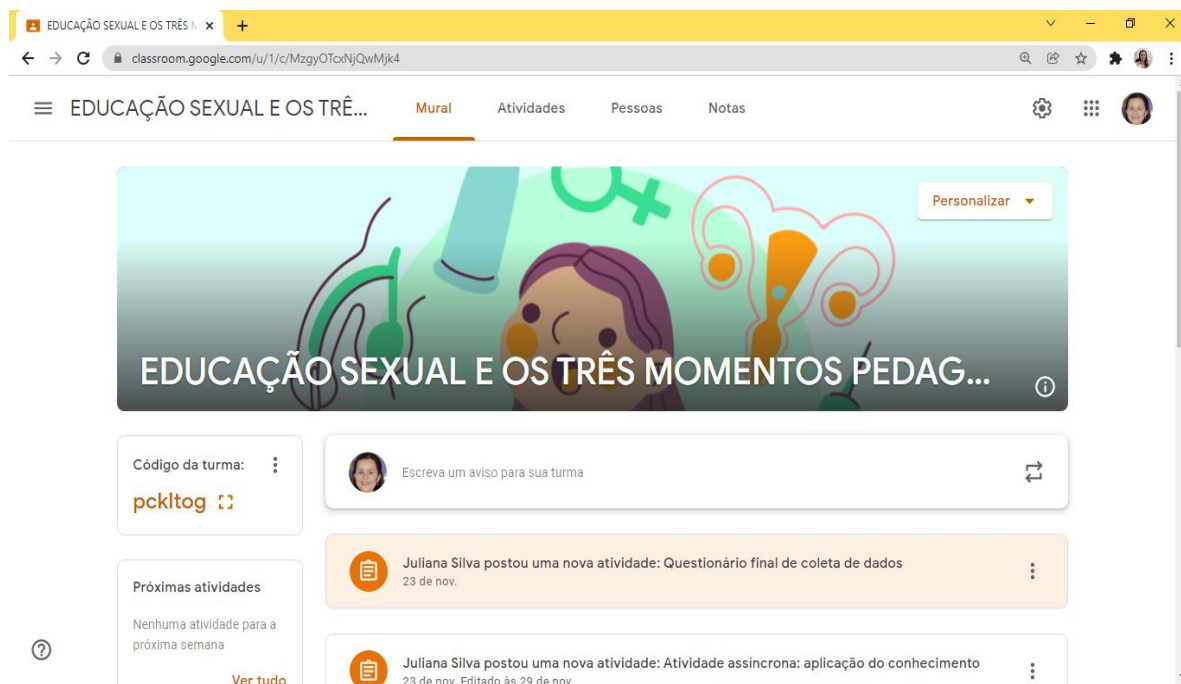 EDUCAÇÃO SEXUAL E OS TRÊS M
classroom.google.com/u/1/c/MzgyOTcxNjQwMjk4
EDUCAÇÃO SEXUAL E OS TRÊ...
Mural
Atividades
Pessoas
Notas
Personalizar
EDUCAÇÃO SEXUAL E OS TRÊS MOMENTOS PEDAG...
Código da turma:
pckltog
Escreva um aviso para sua turma
Juliana Silva postou uma nova atividade: Questionário final de coleta de dados
23 de nov.
Próximas atividades
Nenhuma atividade para a
próxima semana
Ver tudo
Juliana Silva postou uma nova atividade: Atividade assíncrona: aplicação do conhecimento
23 de nov. Editado às 29 de nov.